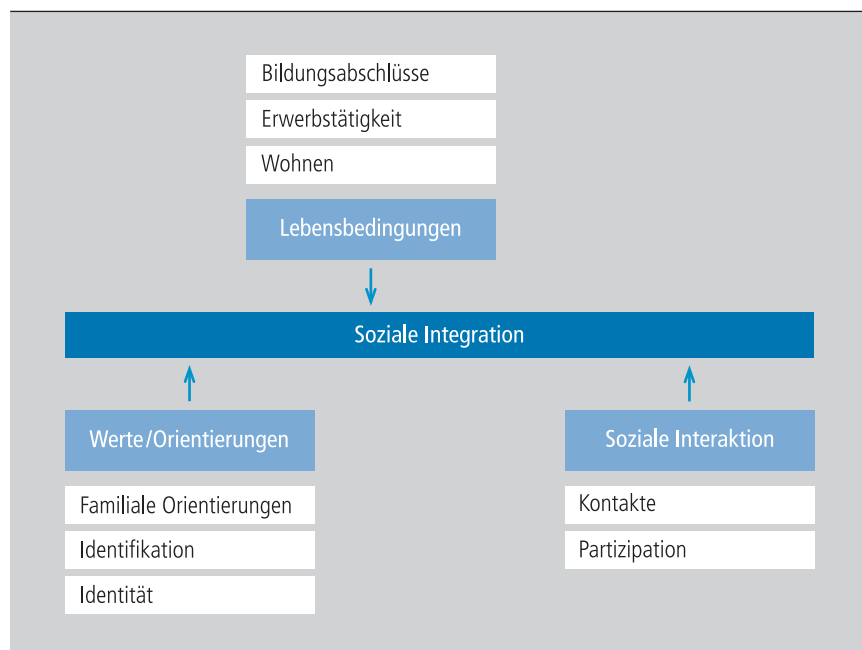 Bildungsabschlüsse
Erwerbstätigkeit
Wohnen
Lebensbedingungen
Soziale Integration
Werte/Orientierungen
Familiale Orientierungen
Identifikation
Identität
Soziale Interaktion
Kontakte
Partizipation